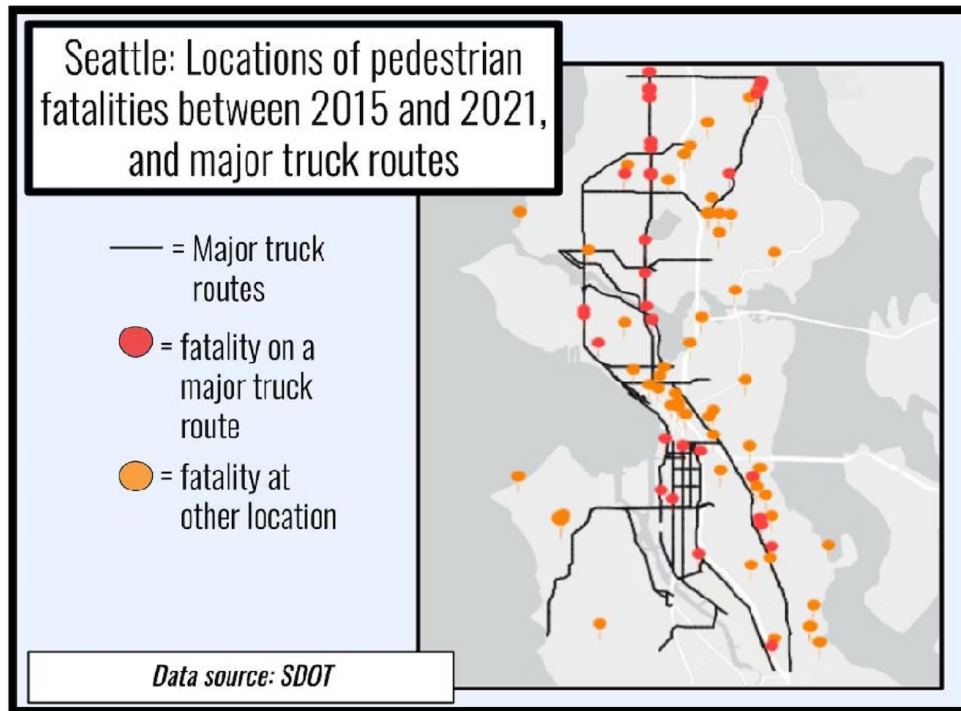 Seattle: Locations of pedestrian
fatalities between 2015 and 2021,
and major truck routes
= Major truck
routes
= fatality on a
major truck
route
= fatality at
other location
Data source: SDOT